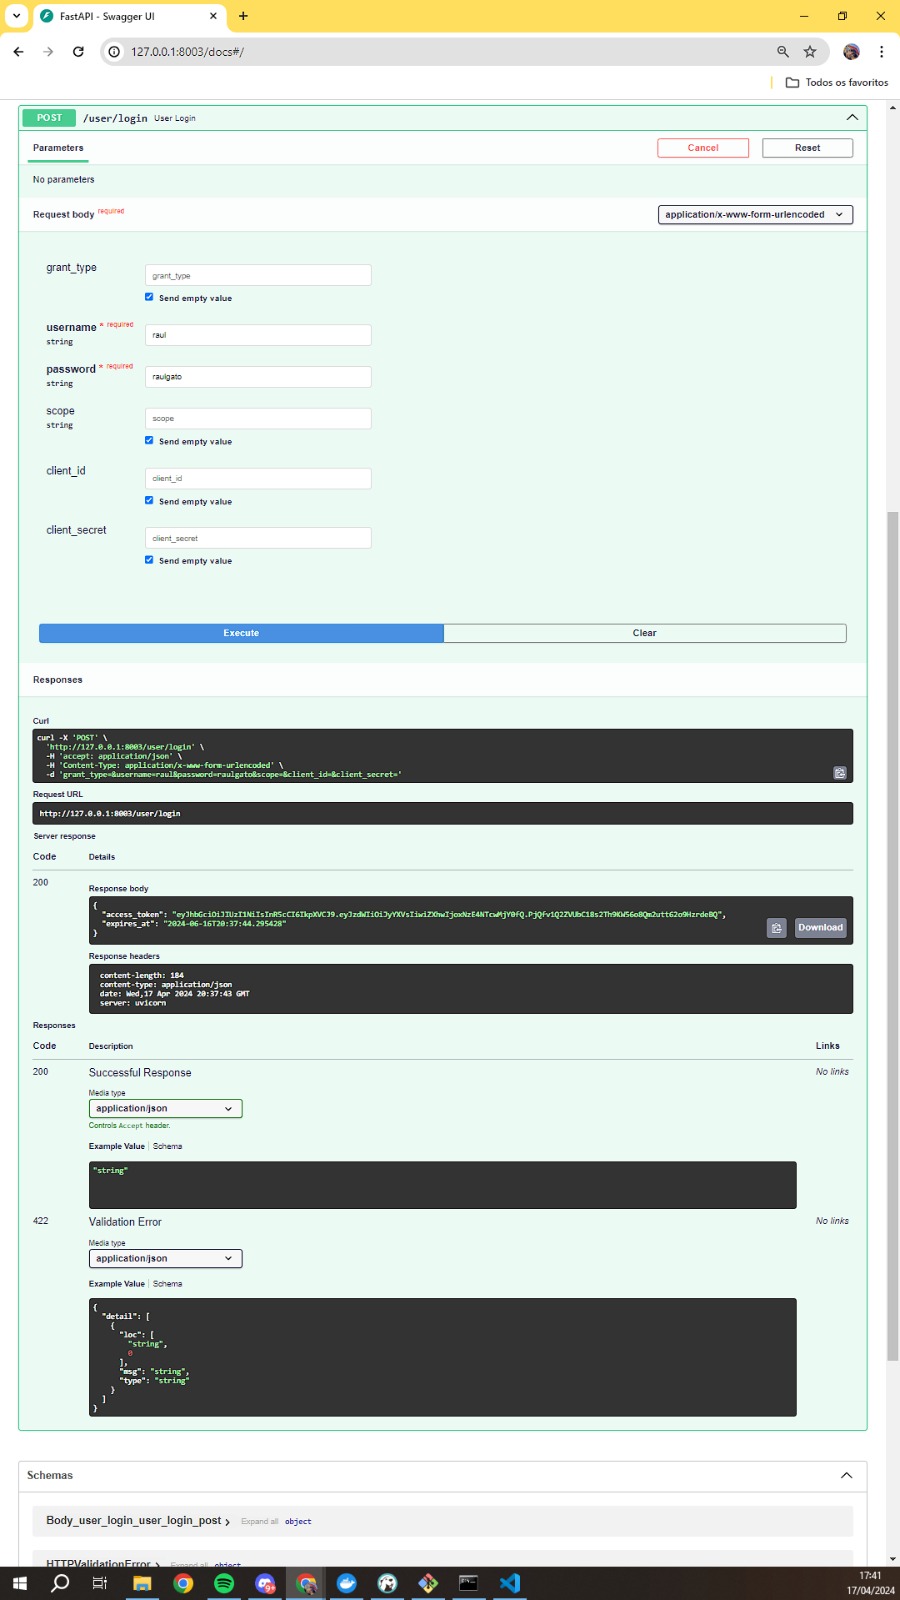 FastAPI - Swagger UI
127.0.0.1:8003/docs#/
Todos os favoritos
POST /user/login User Login
Parameters
Cancel
Reset
No parameters
Request body required
application/x-www-form-urlencoded
grant_type
grant_type
Send empty value
username * required
string
raul
password * required
string
raulgato
scope
string
scope
Send empty value
client_id
client_id
Send empty value
client_secret
client_secret
Send empty value
Execute
Clear
Responses
Curl
curl -X 'POST' \
'http://127.0.0.1:8003/user/login' \
-H 'accept: application/json' \
-H 'Content-Type: application/x-www-form-urlencoded' \
-d 'grant_type=&username=raul&password=raulgato&scope=&client_id=&client_secret='
Request URL
http://127.0.0.1:8003/user/login
Server response
Code Details
200
Response body
{
"access_token":
"expires_at": "2024-06-16T20:37:44.295428"
}
Download
Response headers
content-length: 184
content-type: application/json
date: Wed,17 Apr 2024 20:37:43 GMT
server: uvicorn
Responses
Code Description Links
200 Successful Response No links
Media type
application/json
Controls Accept header.
Example Value Schema
"string"
422 Validation Error No links
Media type
application/json
Example Value Schema
{
"detail": [
{
"loc": [
"string",
0
],
"msg": "string",
"type": "string"
}
]
}
Schemas
Body_user_login_user_login_post Expand all object
HTTPValidationError Expand all object
17:41
17/04/2024